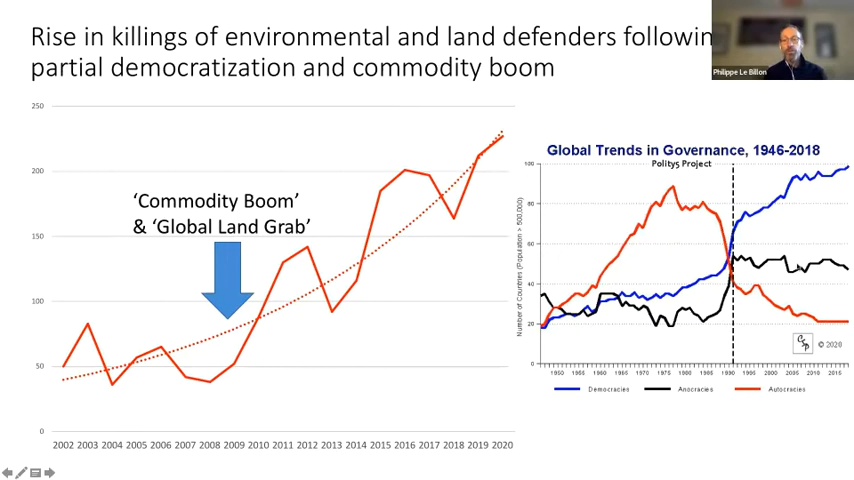 Rise in killings of environmental and land defenders followin
partial democratization and commodity boom
Philippe Le Billon
250
200
150
100
50
0
'Commodity Boom'
& 'Global Land Grab'
2002 2003 2004 2005 2006 2007 2008 2009 2010 2011 2012 2013 2014 2015 2016 2017 2018 2019 2020
Global Trends in Governance, 1946-2018
Polity5 Project
Number of Countries (Population > 500,000)
100
80
60
40
20
0
CSP
© 2020
1950 1955 1960 1965 1970 1975 1980 1985 1990 1995 2000 2005 2010 2015
Democracies Anocracies Autocracies